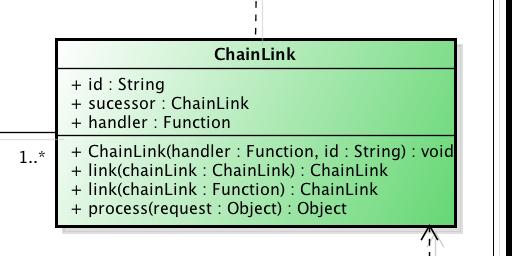 ChainLink
+ id : String
+ sucessor : ChainLink
+ handler : Function
+ ChainLink(handler : Function, id : String) : void
+ link(chainLink : ChainLink) : ChainLink
+ link(chainLink : Function) : ChainLink
+ process(request : Object) : Object
1..*